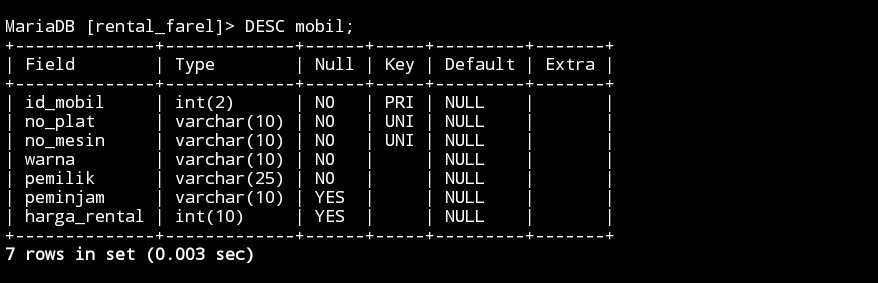 MariaDB [rental_farel]> DESC mobil;
+--------------+-------------+------+-----+---------+-------+
| Field        | Type        | Null | Key | Default | Extra |
+--------------+-------------+------+-----+---------+-------+
| id_mobil     | int(2)      | NO   | PRI | NULL    |       |
| no_plat      | varchar(10) | NO   | UNI | NULL    |       |
| no_mesin     | varchar(10) | NO   | UNI | NULL    |       |
| warna        | varchar(10) | NO   |     | NULL    |       |
| pemilik      | varchar(25) | NO   |     | NULL    |       |
| peminjam     | varchar(10) | YES  |     | NULL    |       |
| harga_rental | int(10)     | YES  |     | NULL    |       |
+--------------+-------------+------+-----+---------+-------+
7 rows in set (0.003 sec)